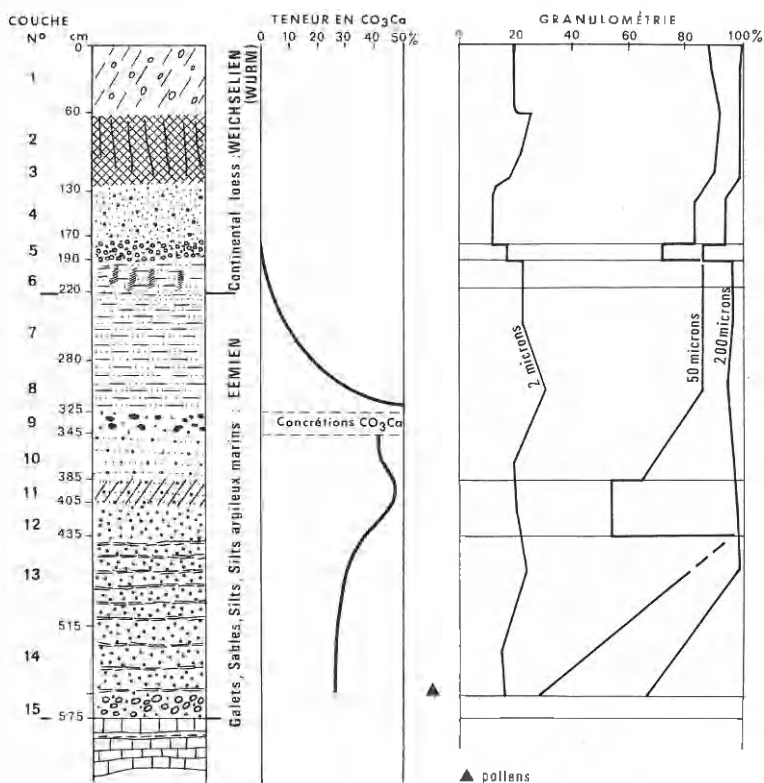 COUCHE
N° cm
TENEUR EN CO₃Ca
0 10 20 30 40 50%
GRANULOMÉTRIE
0 20 40 60 80 100%
0
1
60
2
3
130
4
170
5
190
6
220
7
280
8
325
9
345
10
385
11
405
12
435
13
515
14
15
575
Continental loess : WEICHSELIEN
(WURM)
Galets, Sables, Silts, Silts argileux marins : EÉMIEN
Concrétions CO₃Ca
2 microns
50 microns
200 microns
▲
▲ pollens